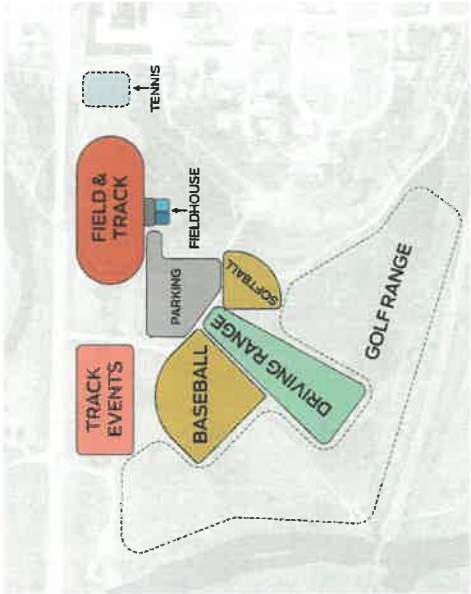 TENNIS
FIELD &
TRACK
FIELDHOUSE
PARKING
SOFTBALL
TRACK
EVENTS
BASEBALL
DRIVING RANGE
GOLF RANGE